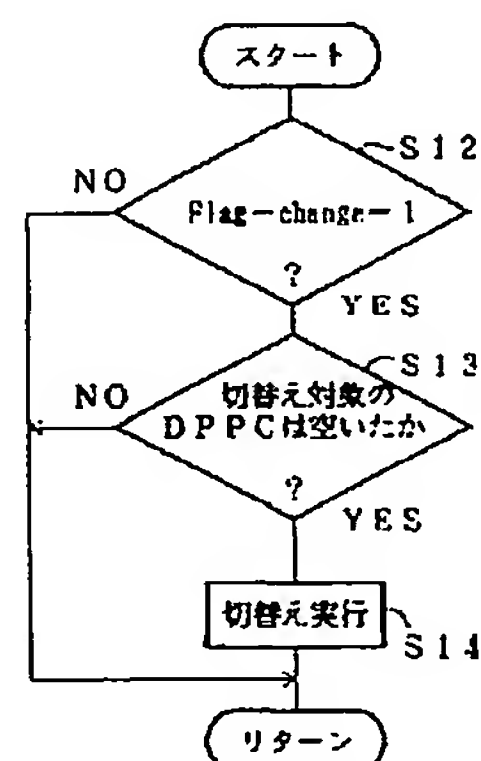 スタート
S12
NO
Flag-change-1
?
YES
S13
NO
切替え対数の
DPPCは空いたか
?
YES
切替え実行
S14
リターン